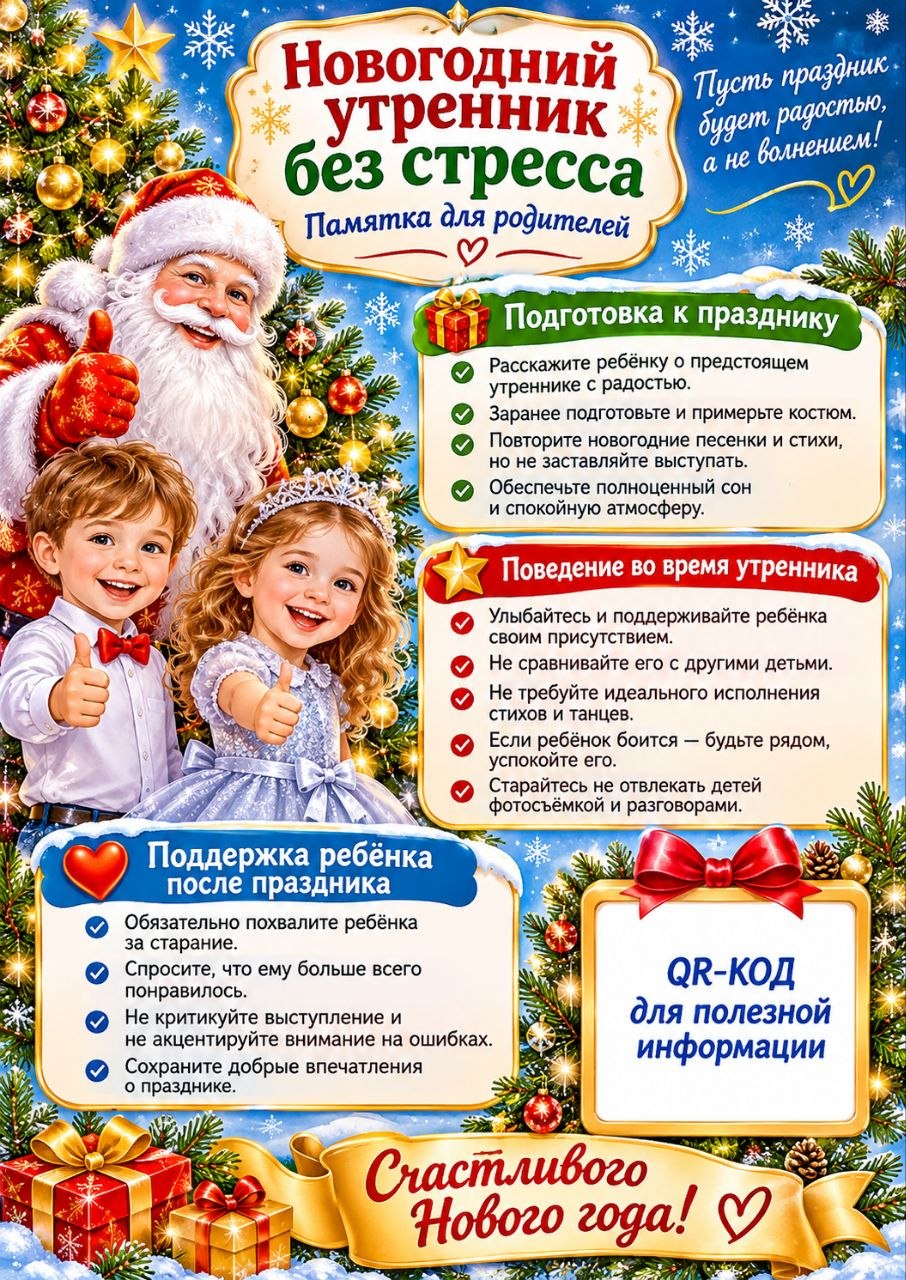 Новогодний
утренник
без стресса
Памятка для родителей
Пусть праздник
будет радостью,
а не волнением!
Подготовка к празднику
Расскажите ребёнку о предстоящем
утреннике с радостью.
Заранее подготовьте и примерьте костюм.
Повторите новогодние песенки и стихи,
но не заставляйте выступать.
Обеспечьте полноценный сон
и спокойную атмосферу.
Поведение во время утренника
Улыбайтесь и поддерживайте ребёнка
своим присутствием.
Не сравнивайте его с другими детьми.
Не требуйте идеального исполнения
стихов и танцев.
Если ребёнок боится — будьте рядом,
успокойте его.
Старайтесь не отвлекать детей
фотосъёмкой и разговорами.
Поддержка ребёнка
после праздника
Обязательно похвалите ребёнка
за старание.
Спросите, что ему больше всего
понравилось.
Не критикуйте выступление и
не акцентируйте внимание на ошибках.
Сохраните добрые впечатления
о празднике.
QR-КОД
для полезной
информации
Счастливого
Нового года!